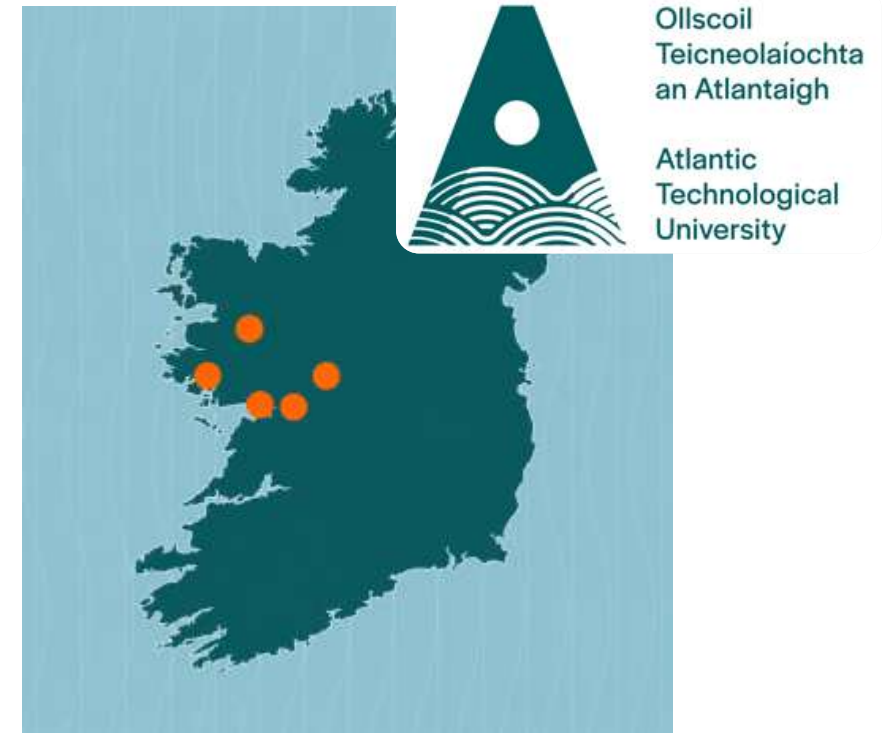 Ollscoil
Teicneolaíochta
an Atlantaigh
Atlantic
Technological
University